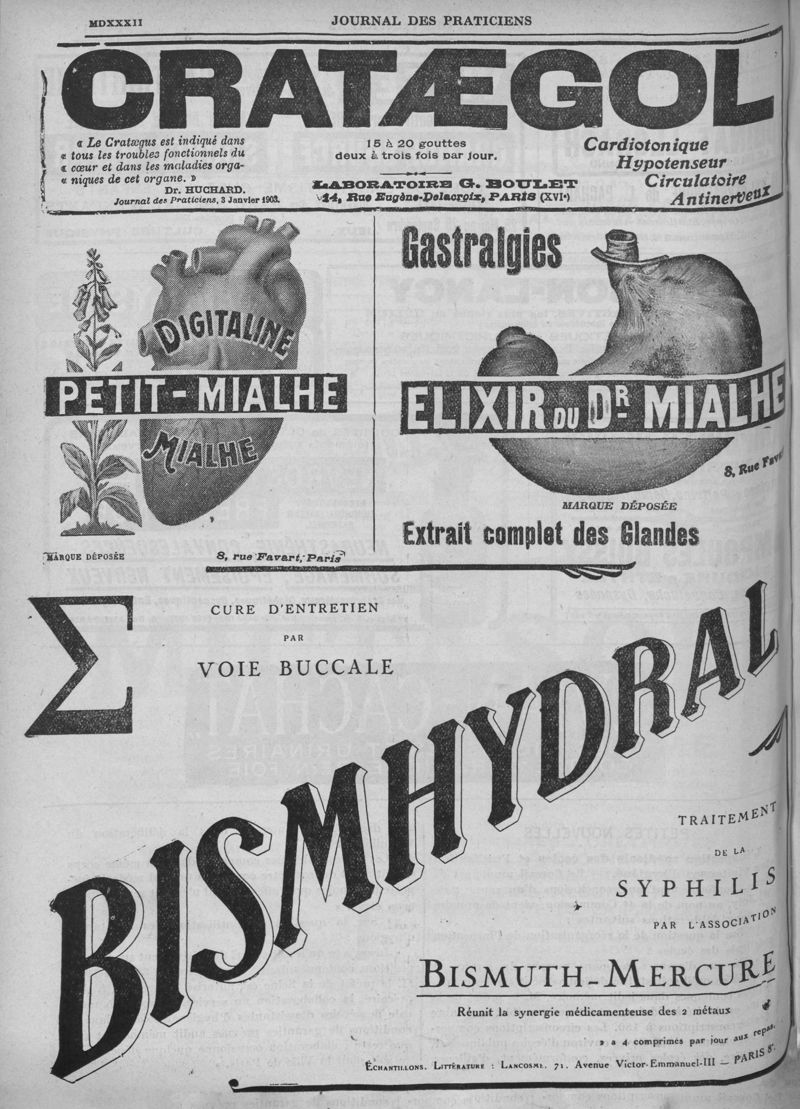 MDXXXII
JOURNAL DES PRATICIENS
CRATÆGOL
« Le Cratægus est indiqué dans
« tous les troubles fonctionnels du
« cœur et dans les maladies orga-
« niques de cet organe. »
Dr. HUCHARD.
Journal des Praticiens, 3 Janvier 1903.
15 à 20 gouttes
deux à trois fois par jour.
LABORATOIRE G. BOULET
24, Rue Eugène-Delacroix, PARIS (XVIe)
Cardiotonique
Hypotenseur
Circulatoire
Antinerveux
DIGITALINE
PETIT-MIALHE
MIALHE
MARQUE DÉPOSÉE
8, rue Favart, Paris
Gastralgies
ELIXIR DU DR MIALHE
8, Rue
MARQUE DÉPOSÉE
Extrait complet des Glandes
Σ
CURE D'ENTRETIEN
PAR
VOIE BUCCALE
BISMHYDRAL
TRAITEMENT
DE LA
SYPHILIS
PAR L'ASSOCIATION
BISMUTH-MERCURE
Réunit la synergie médicamenteuse des 2 métaux
2 a 4 comprimés par jour aux repas.
ÉCHANTILLONS. LITTÉRATURE : LANCOSME, 71, Avenue Victor-Emmanuel-III — PARIS 8e.